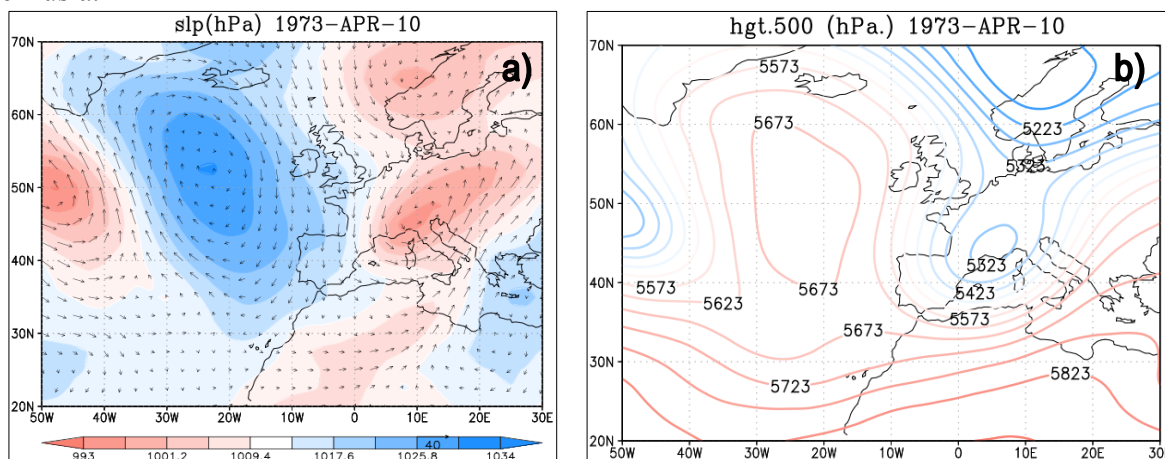 slp(hPa) 1973-APR-10
a)
70N
60N
50N
40N
30N
20N
50W 40W 30W 20W 10W 0 10E 20E 30E
40
993 1001.2 1009.4 1017.6 1025.8 1034
hgt.500 (hPa.) 1973-APR-10
b)
70N
5573
60N
5673
5223
5323
50N
5323
40N
5573
5623
5673
5423
5573
5673
30N
5723
5823
20N
50W 40W 30W 20W 10W 0 10E 20E 30E